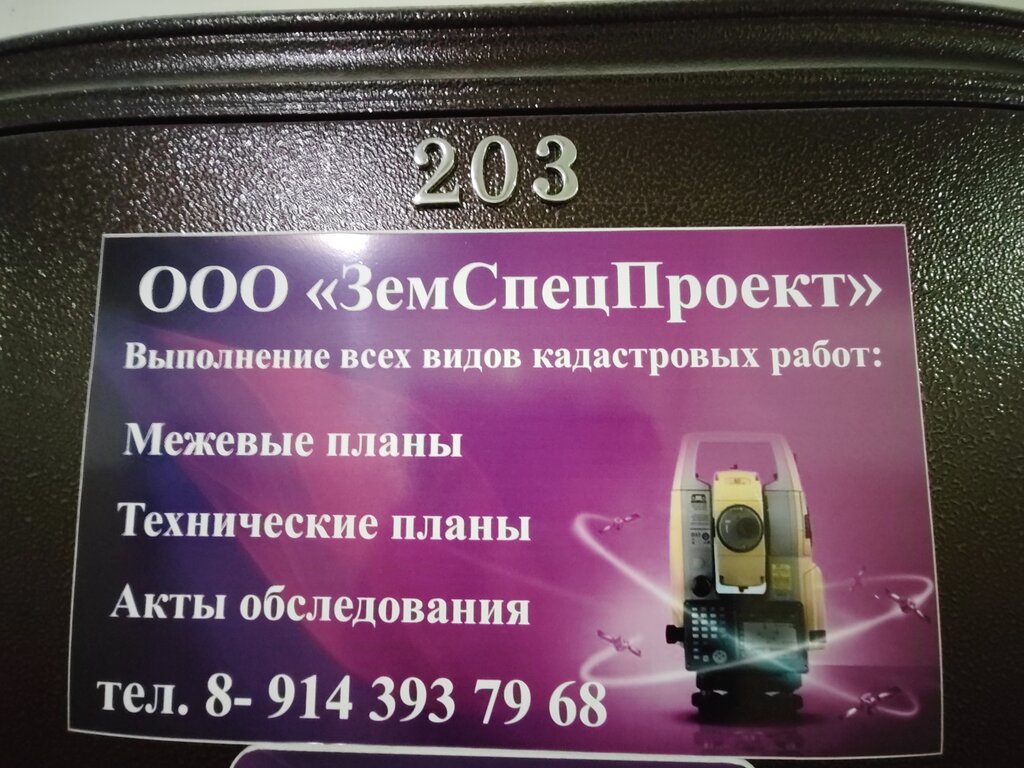 203
ООО «ЗемСпецПроект»
Выполнение всех видов кадастровых работ:
Межевые планы
Технические планы
Акты обследования
тел. 8- 914 393 79 68